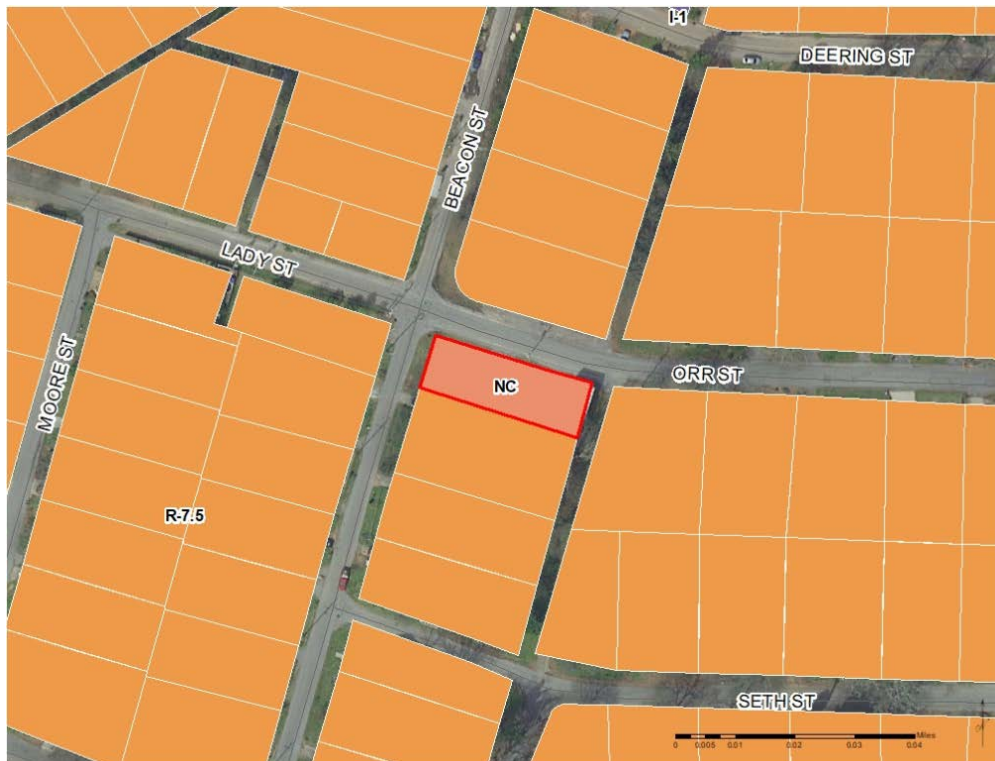 I-1
DEERING ST
BEACON ST
LADY ST
MOORE ST
ORR ST
NC
R-7.5
SETH ST
Miles
0 0.005 0.01 0.02 0.03 0.04